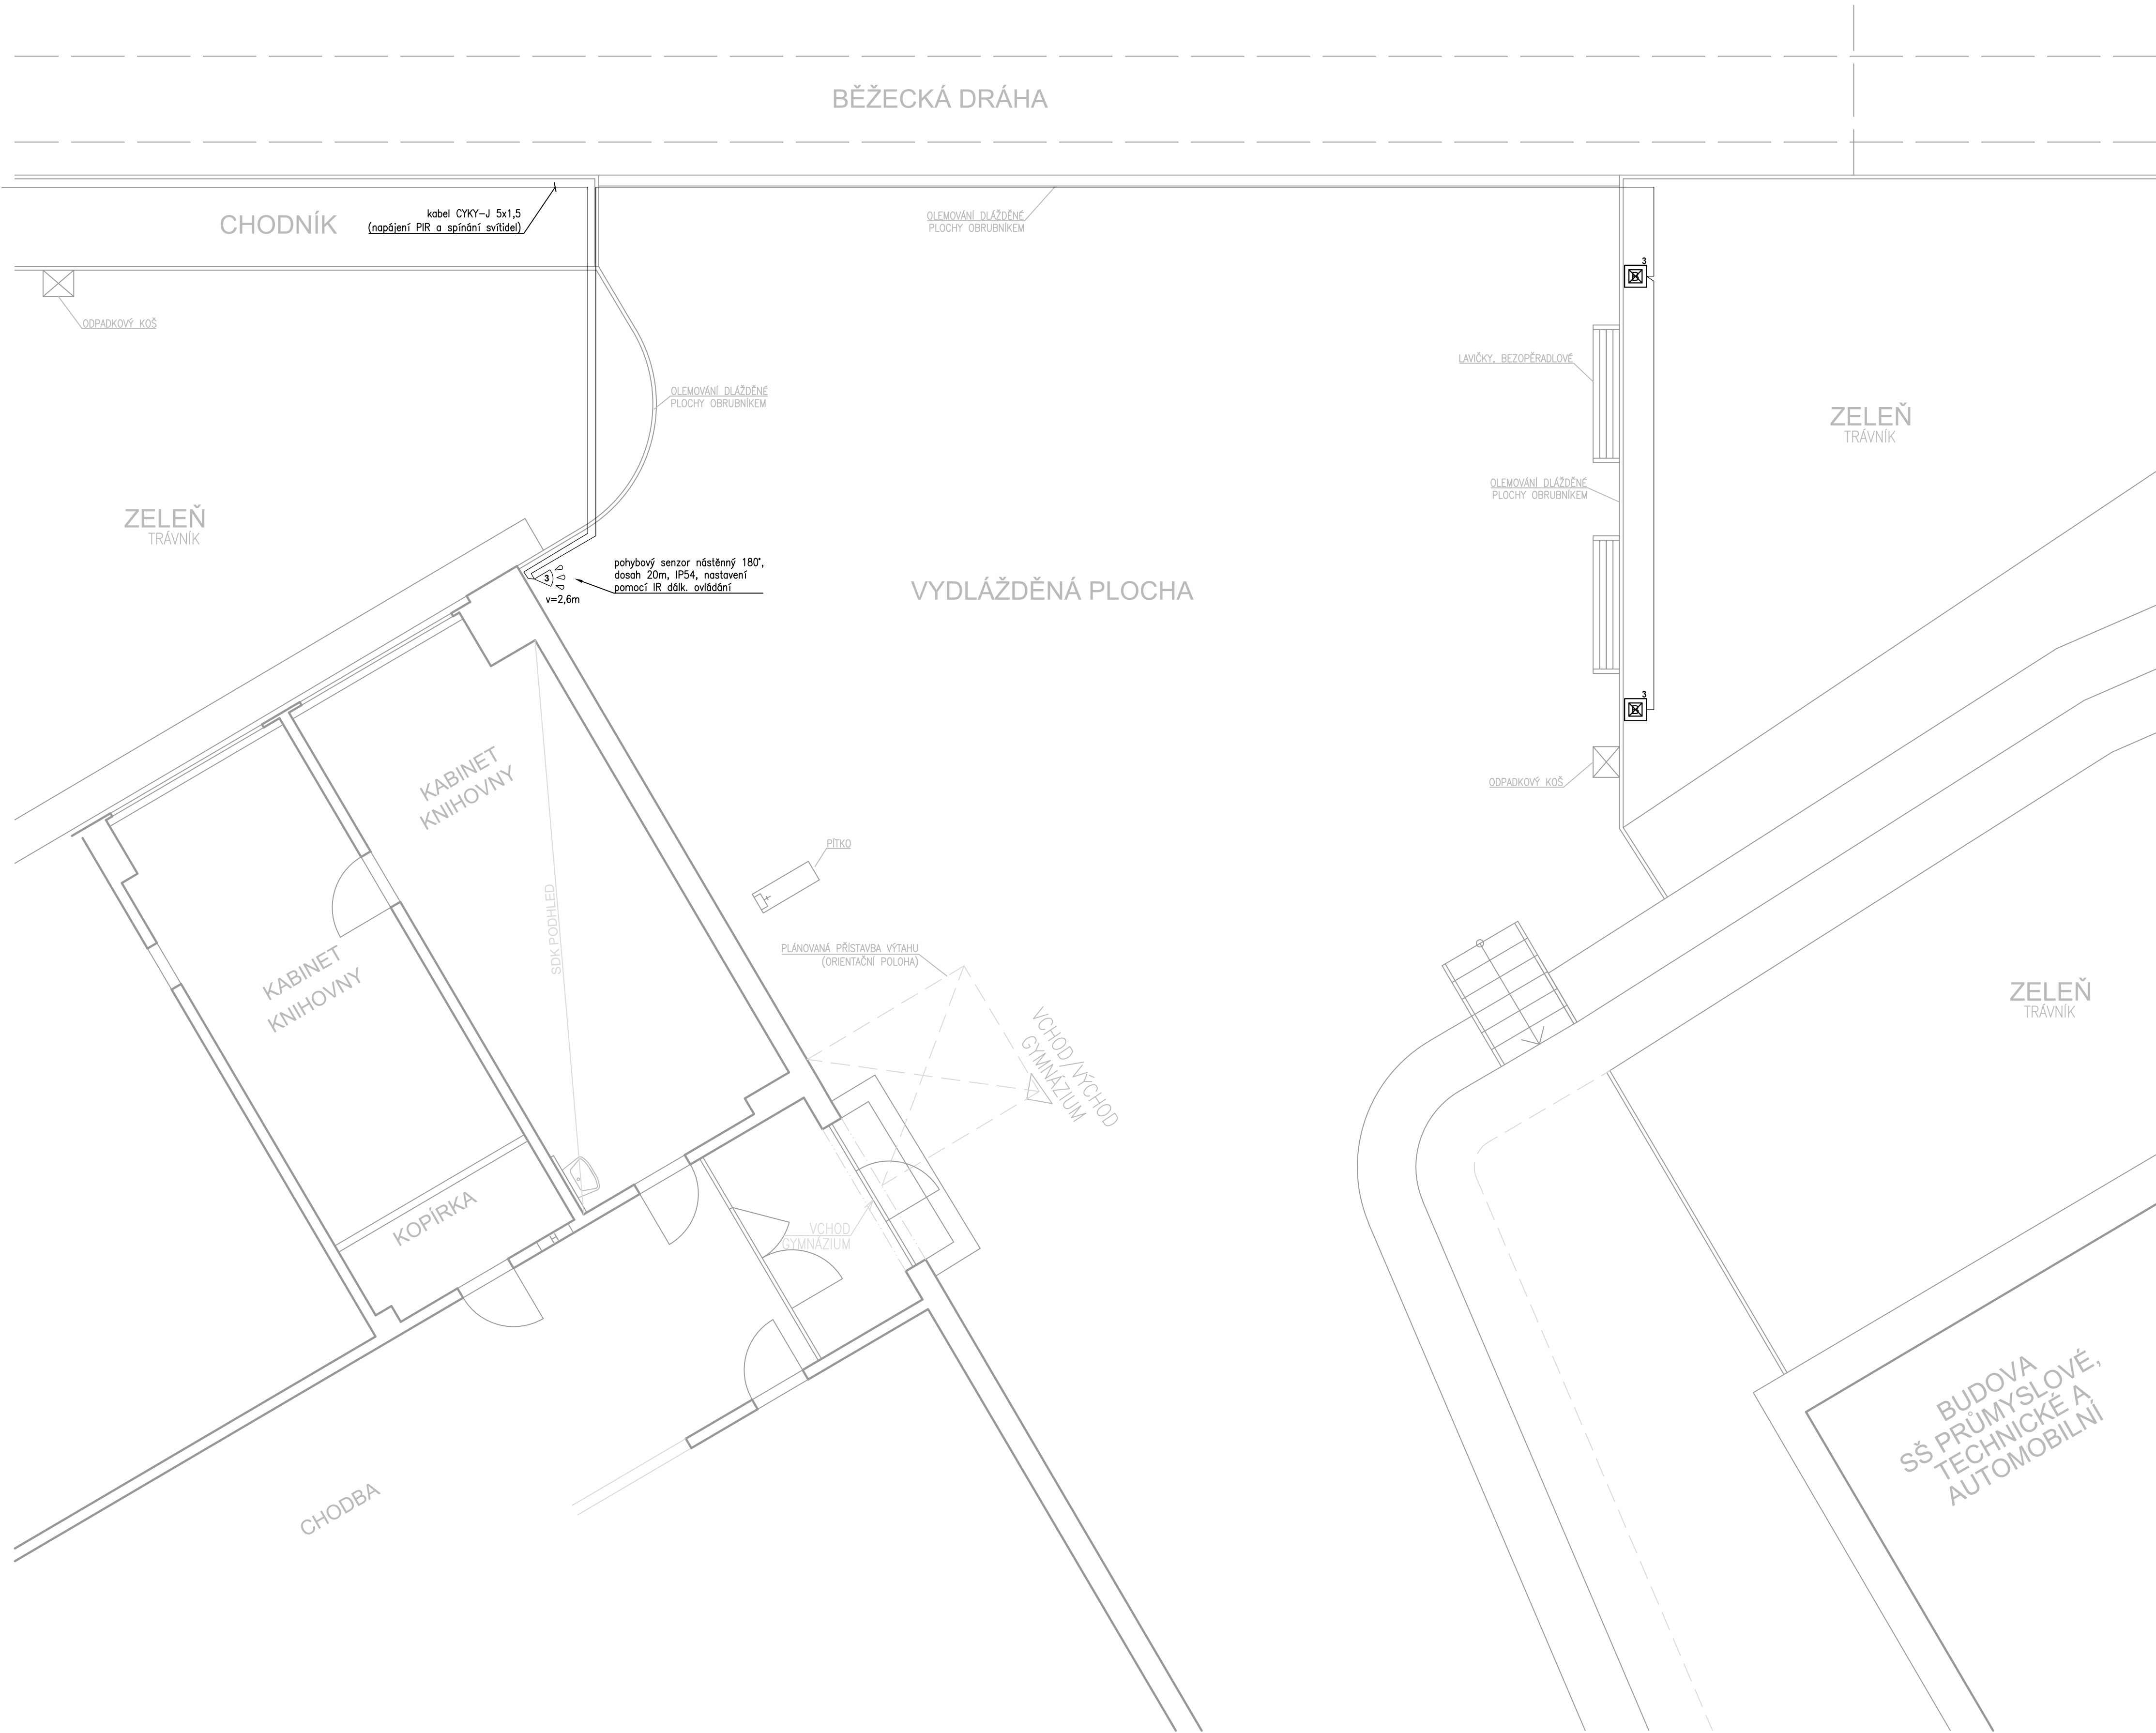 BĚŽECKÁ DRÁHA
kabel CYKY-J 5x1,5
(napájení PIR a spínání svítidel)
CHODNÍK
OLEMOVÁNÍ DLÁŽDĚNÉ
PLOCHY OBRUBNÍKEM
3
B
ODPADKOVÝ KOŠ
LAVIČKY, BEZOPĚRADLOVÉ
OLEMOVÁNÍ DLÁŽDĚNÉ
PLOCHY OBRUBNÍKEM
ZELEŇ
TRÁVNÍK
OLEMOVÁNÍ DLÁŽDĚNÉ
PLOCHY OBRUBNÍKEM
ZELEŇ
TRÁVNÍK
pohybový senzor nástěnný 180°,
dosah 20m, IP54, nastavení
pomocí IR dálk. ovládání
3
v=2,6m
VYDLÁŽDĚNÁ PLOCHA
3
B
KABINET
KNIHOVNY
ODPADKOVÝ KOŠ
PÍTKO
SDK PODHLED
KABINET
KNIHOVNY
PLÁNOVANÁ PŘÍSTAVBA VÝTAHU
(ORIENTAČNÍ POLOHA)
VCHOD/VÝCHOD
GYMNÁZIUM
ZELEŇ
TRÁVNÍK
KOPÍRKA
VCHOD
GYMNÁZIUM
BUDOVA
SŠ PRŮMYSLOVÉ,
TECHNICKÉ A
AUTOMOBILNÍ
CHODBA